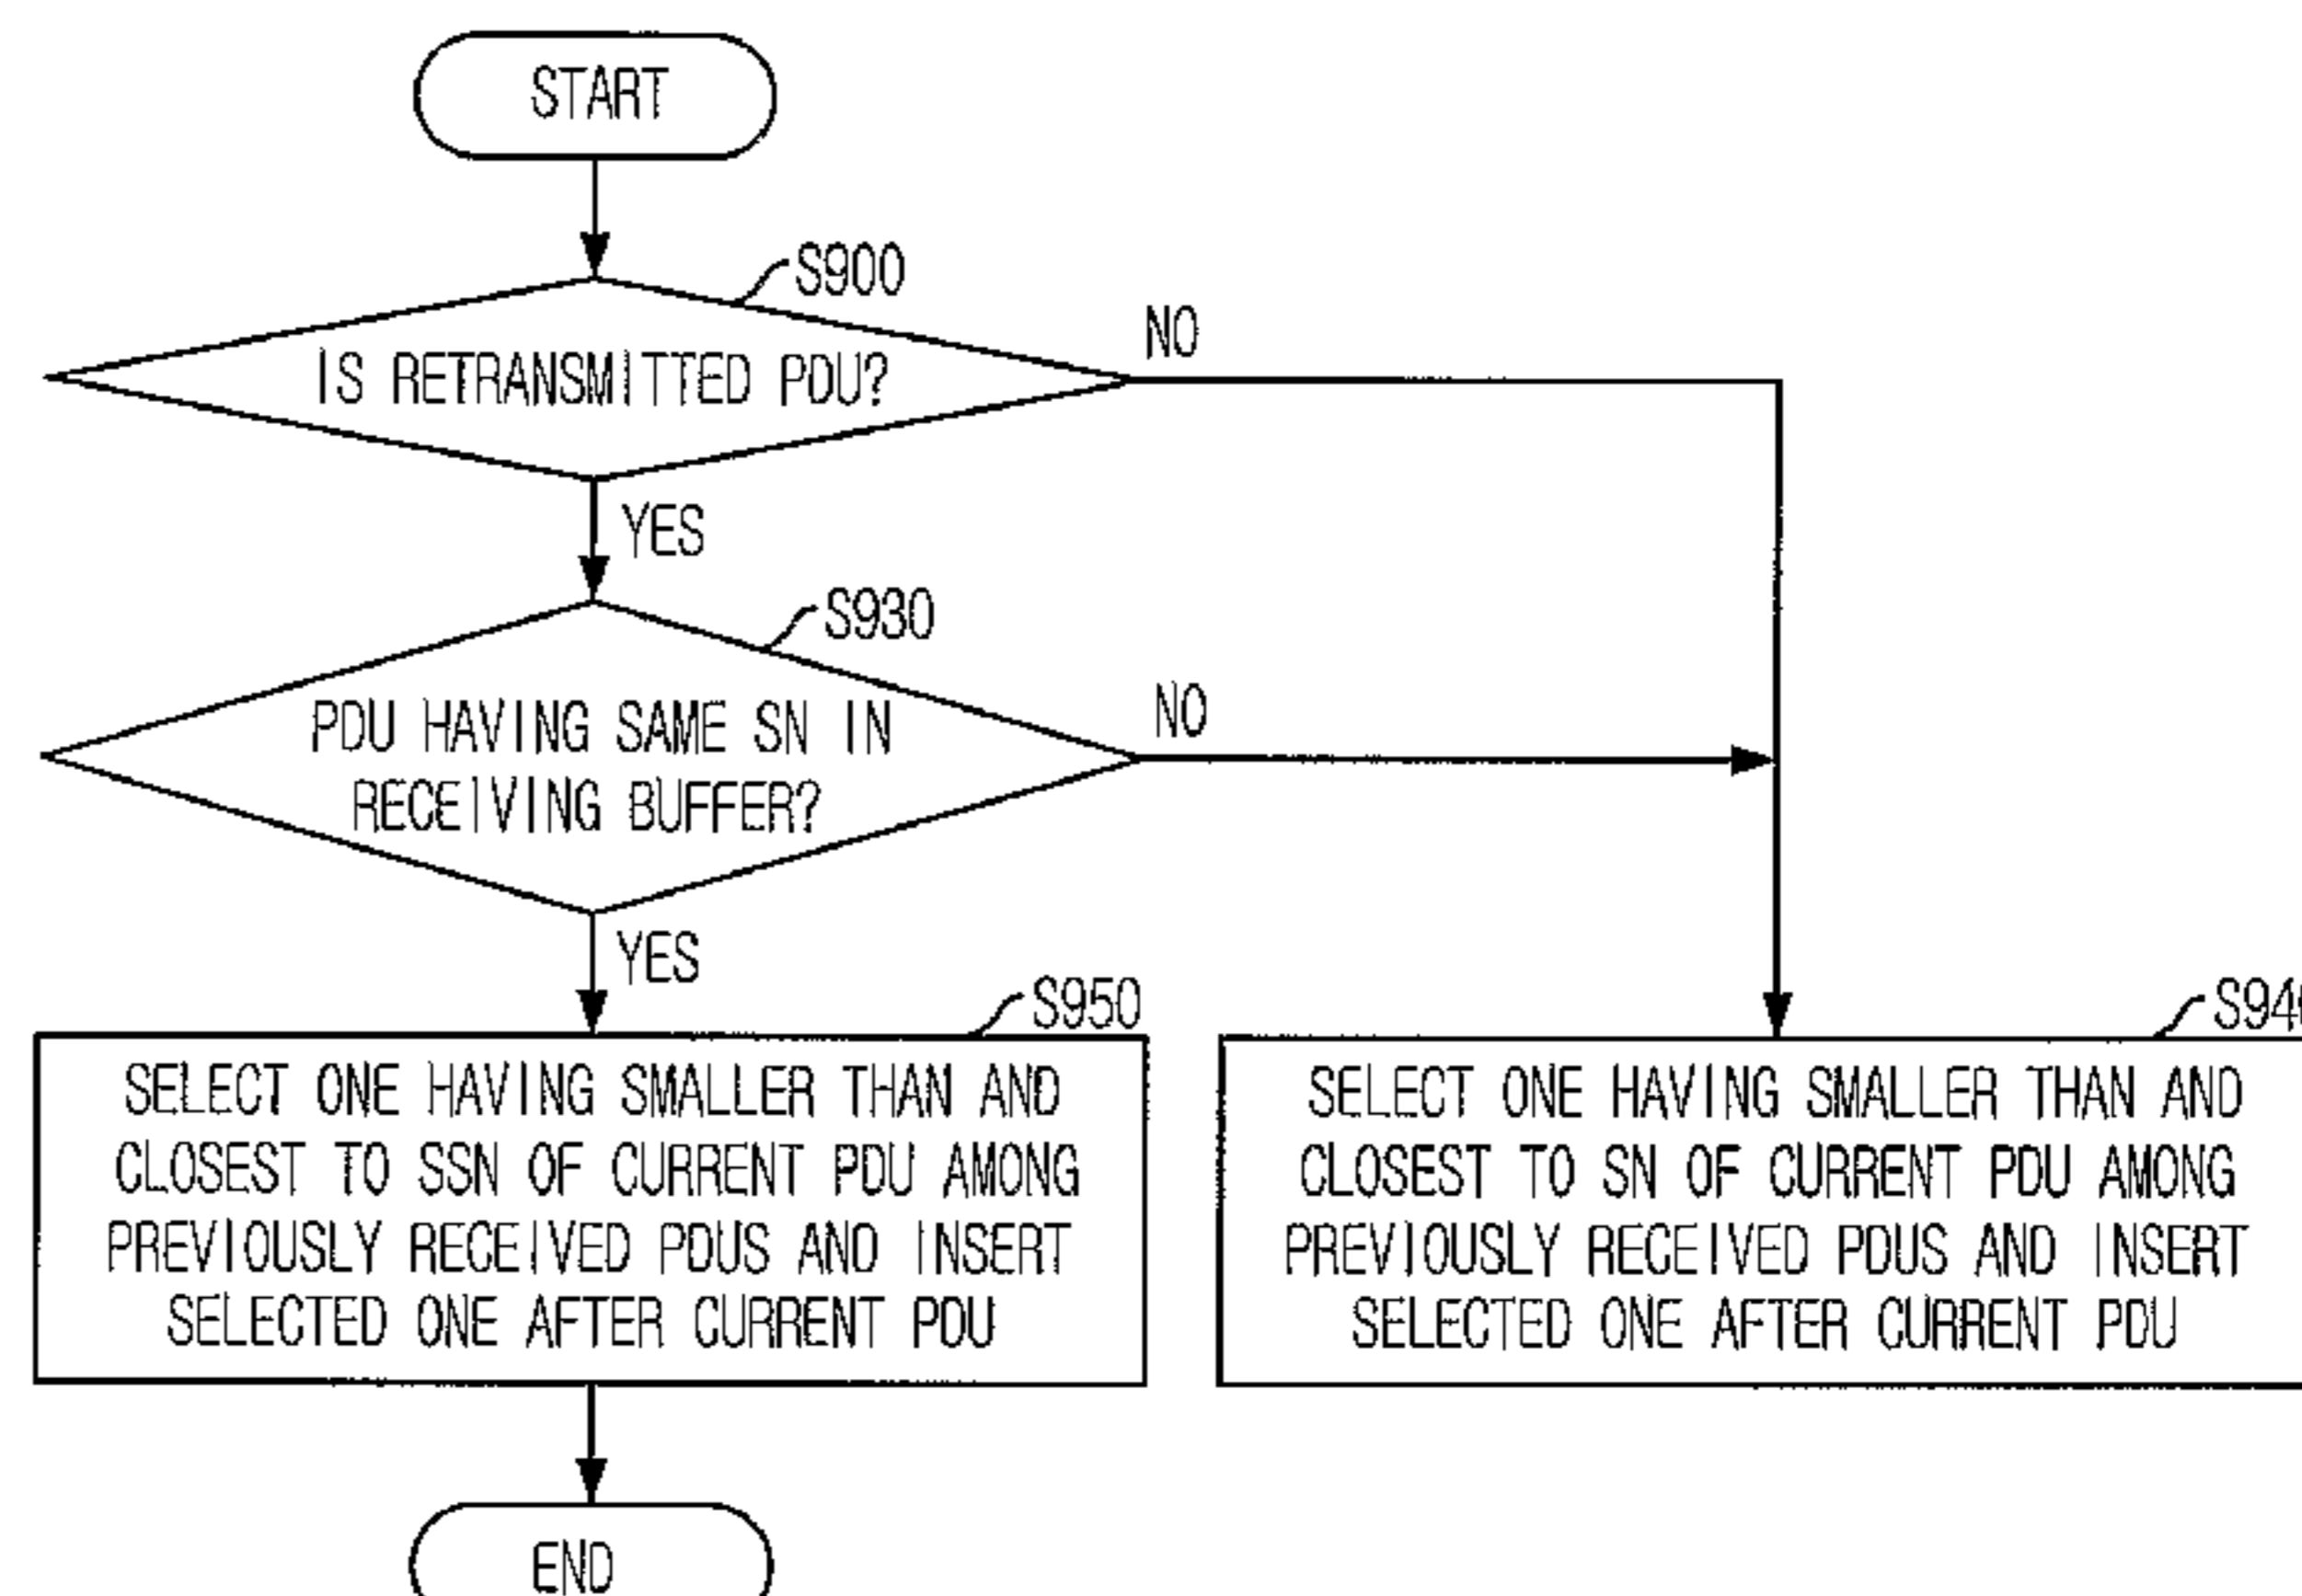 START
S900
IS RETRANSMITTED PDU?
NO
YES
S930
PDU HAVING SAME SN IN
RECEIVING BUFFER?
NO
YES
S950
SELECT ONE HAVING SMALLER THAN AND
CLOSEST TO SSN OF CURRENT PDU AMONG
PREVIOUSLY RECEIVED PDUS AND INSERT
SELECTED ONE AFTER CURRENT PDU
S940
SELECT ONE HAVING SMALLER THAN AND
CLOSEST TO SN OF CURRENT PDU AMONG
PREVIOUSLY RECEIVED PDUS AND INSERT
SELECTED ONE AFTER CURRENT PDU
END